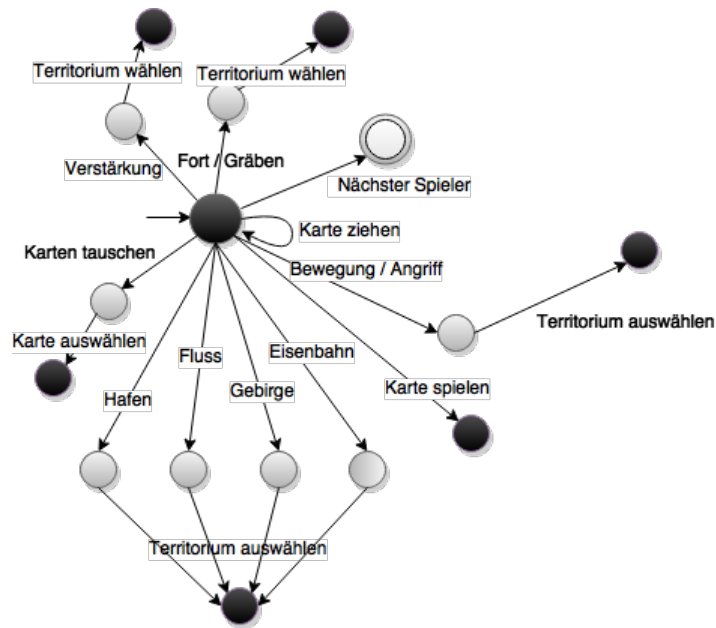 Territorium wählen
Territorium wählen
Verstärkung
Fort / Gräben
Nächster Spieler
Karte ziehen
Karten tauschen
Bewegung / Angriff
Territorium auswählen
Karte auswählen
Fluss
Eisenbahn
Hafen
Gebirge
Karte spielen
Territorium auswählen